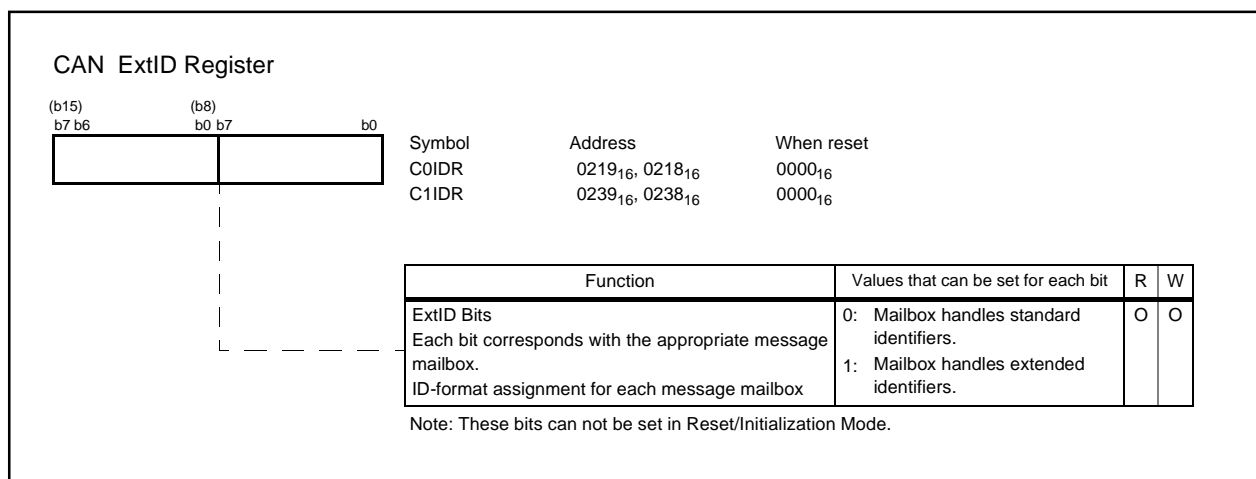 CAN ExtID Register
(b15) (b8)
b7 b6 b0 b7 b0
Symbol Address When reset
C0IDR 0219₁₆, 0218₁₆ 0000₁₆
C1IDR 0239₁₆, 0238₁₆ 0000₁₆
Function Values that can be set for each bit R W
ExtID Bits 0: Mailbox handles standard O O
Each bit corresponds with the appropriate message identifiers.
mailbox. 1: Mailbox handles extended
ID-format assignment for each message mailbox identifiers.
Note: These bits can not be set in Reset/Initialization Mode.